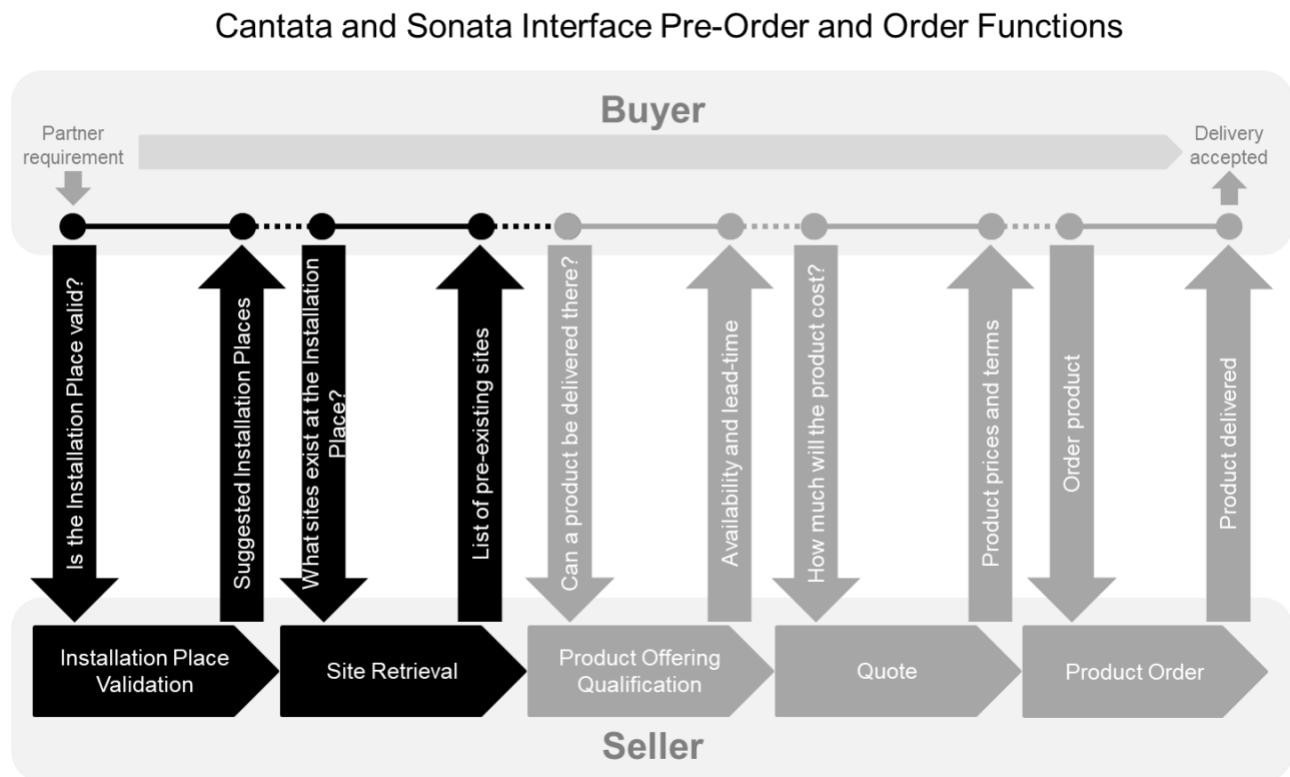 Cantata and Sonata Interface Pre-Order and Order Functions
Buyer
Partner
requirement
Delivery
accepted
Is the Installation Place valid?
Suggested Installation Places
What sites exist at the Installation
Place?
List of pre-existing sites
Can a product be delivered there?
Availability and lead-time
How much will the product cost?
Product prices and terms
Order product
Product delivered
Installation Place
Validation
Site Retrieval
Product Offering
Qualification
Quote
Product Order
Seller